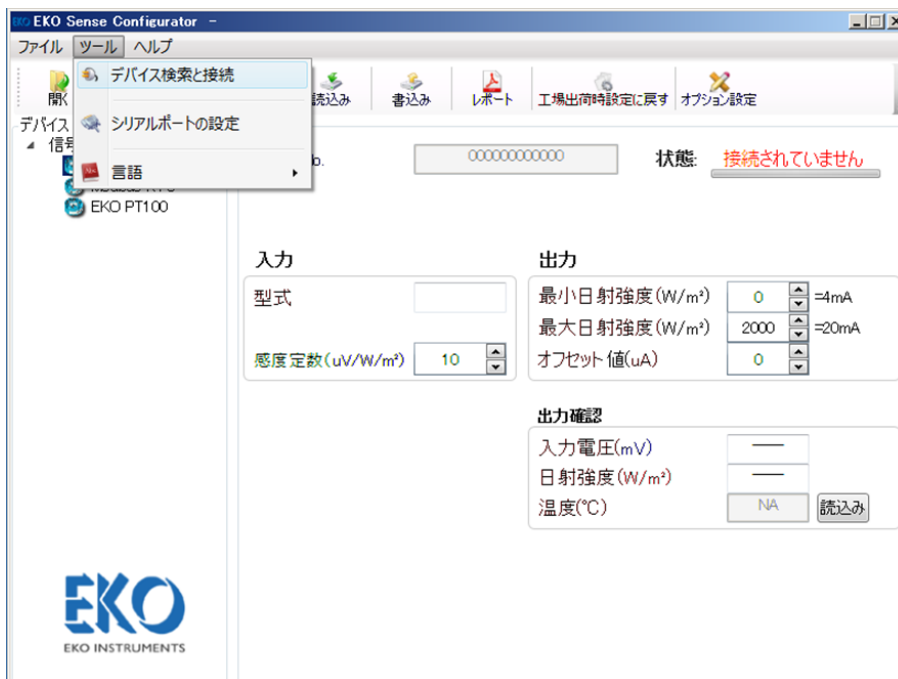 EKO Sense Configurator -
ファイル ツール ヘルプ
デバイス検索と接続
シリアルポートの設定
言語
開く 読込み 書込み レポート 工場出荷時設定に戻す オプション設定
デバイス
信号
EKO PT100
000000000000 状態: 接続されていません
入力
型式
感度定数(uV/W/m²) 10
出力
最小日射強度(W/m²) 0 =4mA
最大日射強度(W/m²) 2000 =20mA
オフセット値(uA) 0
出力確認
入力電圧(mV) ──
日射強度(W/m²) ──
温度(℃) NA 読込み
EKO
EKO INSTRUMENTS